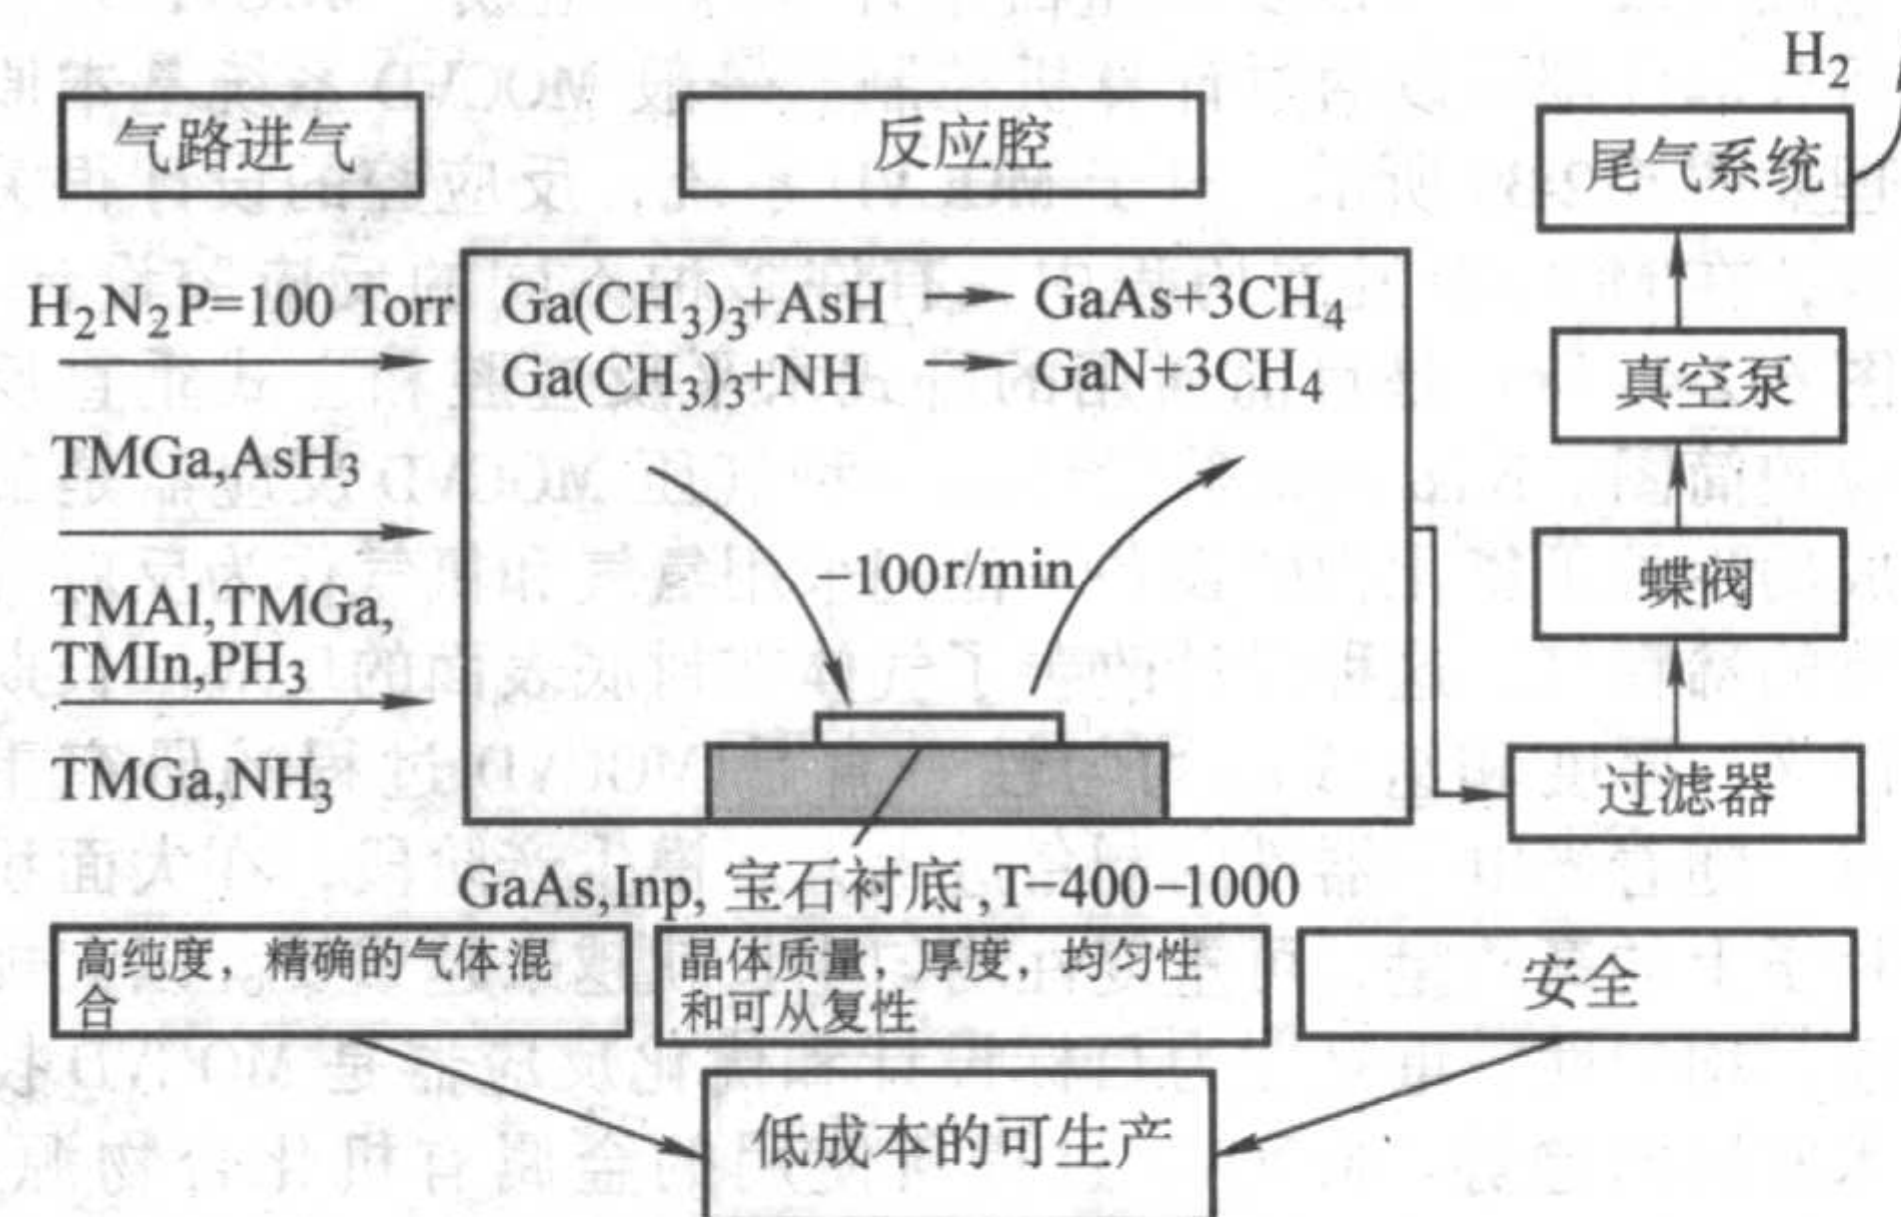 气路进气
反应腔
H₂
尾气系统
H₂N₂P=100 Torr
Ga(CH₃)₃+AsH → GaAs+3CH₄
Ga(CH₃)₃+NH → GaN+3CH₄
真空泵
TMGa,AsH₃
-100r/min
蝶阀
TMAl,TMGa,
TMIn,PH₃
TMGa,NH₃
过滤器
GaAs,Inp, 宝石衬底,T-400-1000
高纯度，精确的气体混
合
晶体质量，厚度，均匀性
和可从复性
安全
低成本的可生产